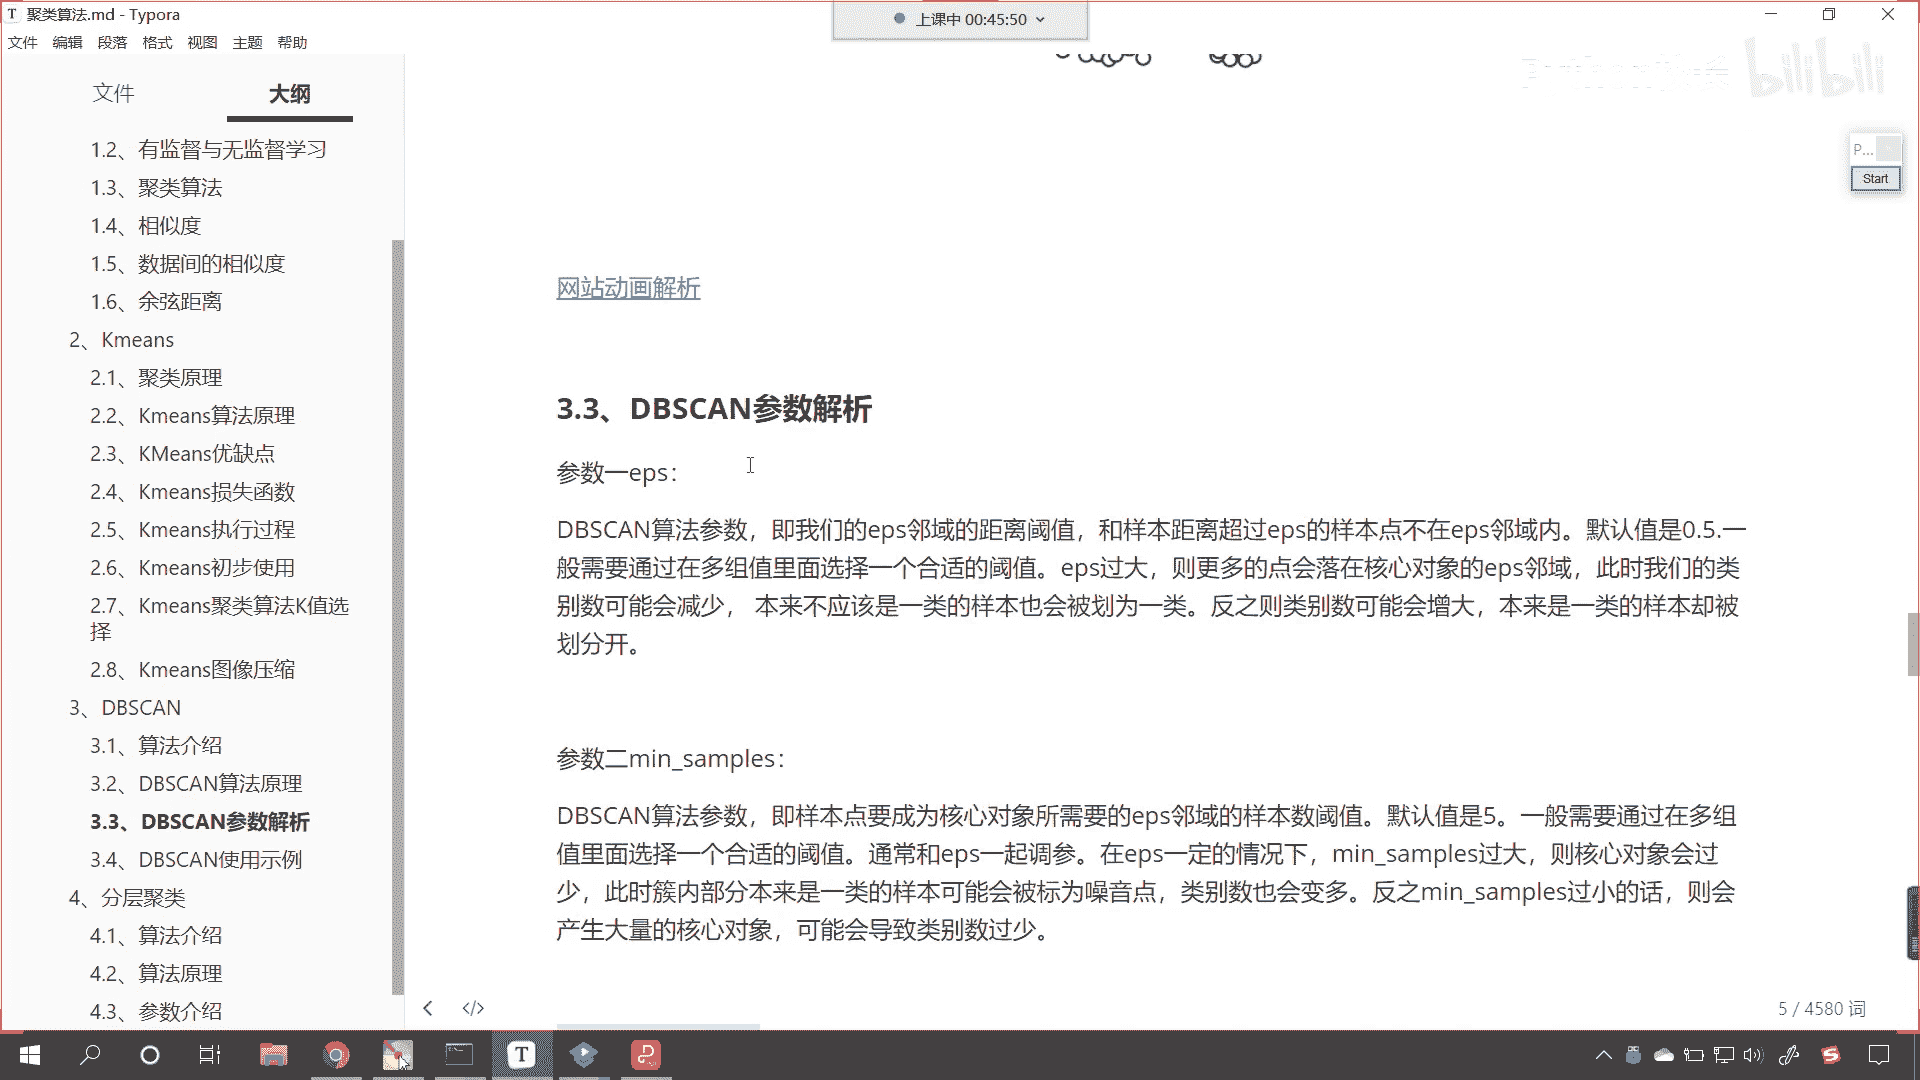 聚类算法.md - Typora
上课中 00:45:50
文件 编辑 段落 格式 视图 主题 帮助
bilibili
文件 大纲
1.2、有监督与无监督学习
1.3、聚类算法
1.4、相似度
1.5、数据间的相似度
1.6、余弦距离
2、Kmeans
2.1、聚类原理
2.2、Kmeans算法原理
2.3、KMeans优缺点
2.4、Kmeans损失函数
2.5、Kmeans执行过程
2.6、Kmeans初步使用
2.7、Kmeans聚类算法K值选
择
2.8、Kmeans图像压缩
3、DBSCAN
3.1、算法介绍
3.2、DBSCAN算法原理
3.3、DBSCAN参数解析
3.4、DBSCAN使用示例
4、分层聚类
4.1、算法介绍
4.2、算法原理
4.3、参数介绍
P...
Start
网站动画解析
3.3、DBSCAN参数解析
参数一eps：
DBSCAN算法参数，即我们的eps邻域的距离阈值，和样本距离超过eps的样本点不在eps邻域内。默认值是0.5.一
般需要通过在多组值里面选择一个合适的阈值。eps过大，则更多的点会落在核心对象的eps邻域，此时我们的类
别数可能会减少， 本来不应该是一类的样本也会被划为一类。反之则类别数可能会增大，本来是一类的样本却被
划分开。
参数二min_samples：
DBSCAN算法参数，即样本点要成为核心对象所需要的eps邻域的样本数阈值。默认值是5。一般需要通过在多组
值里面选择一个合适的阈值。通常和eps一起调参。在eps一定的情况下，min_samples过大，则核心对象会过
少，此时簇内部分本来是一类的样本可能会被标为噪音点，类别数也会变多。反之min_samples过小的话，则会
产生大量的核心对象，可能会导致类别数过少。
5 / 4580 词